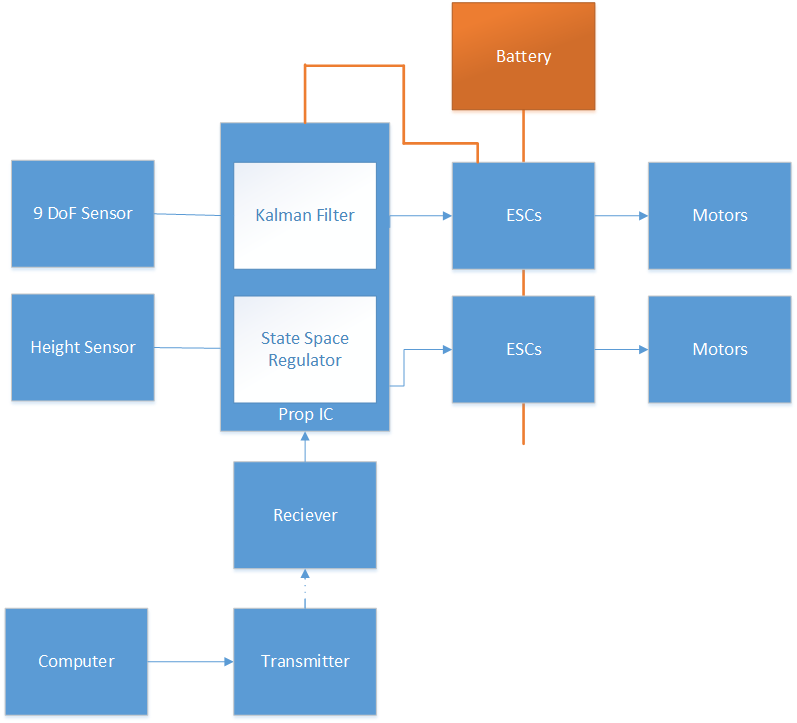 Battery
9 DoF Sensor
Kalman Filter
ESCs
Motors
Height Sensor
State Space
Regulator
ESCs
Motors
Prop IC
Reciever
Computer
Transmitter